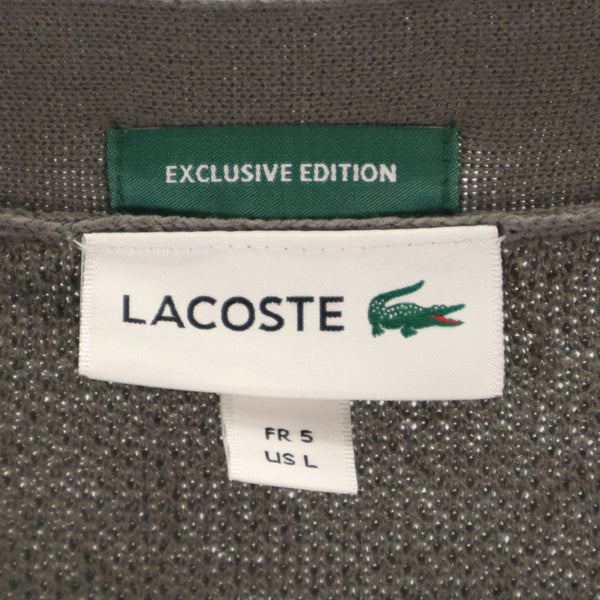 EXCLUSIVE EDITION
LACOSTE
FR 5
US L